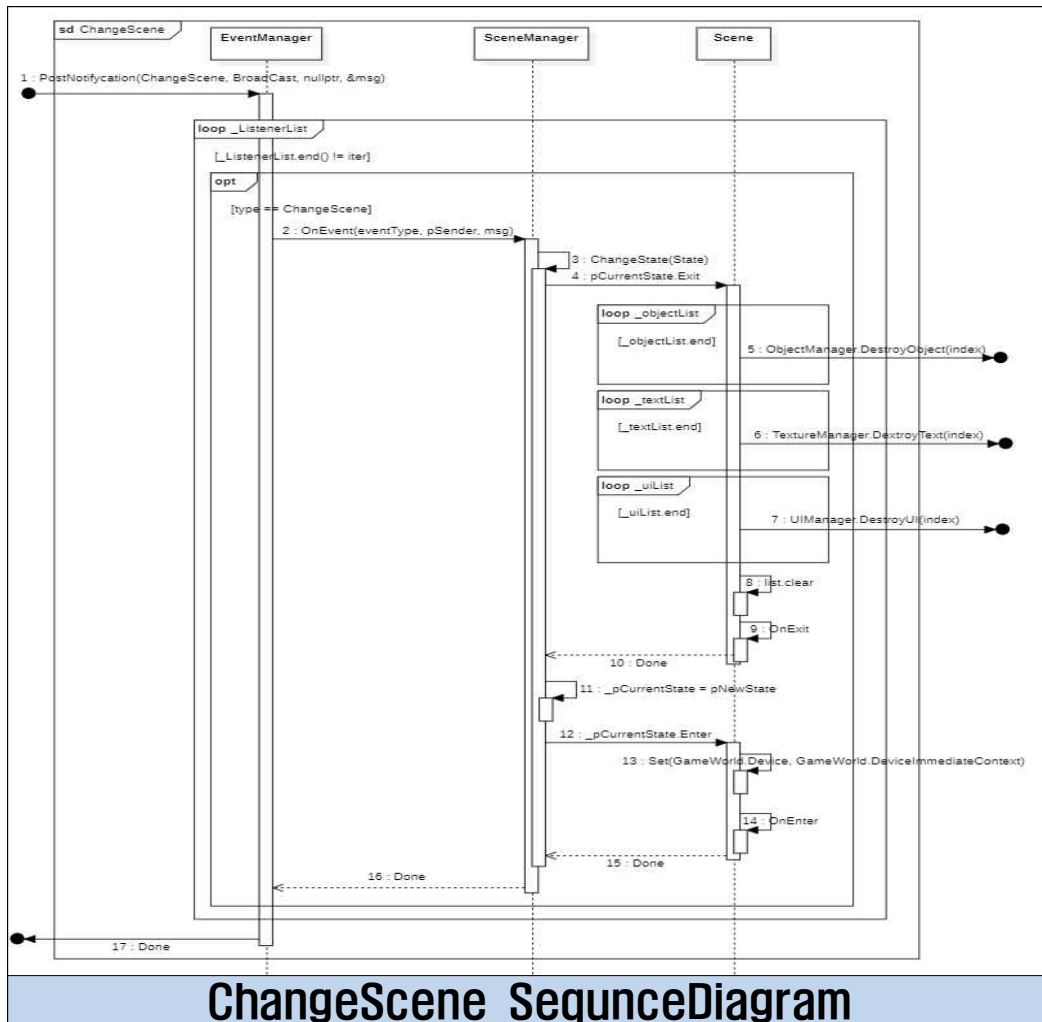 sd ChangeScene
EventManager
SceneManager
Scene
1 : PostNotifycation(ChangeScene, BroadCast, nullptr, &msg)
loop _ListenerList
[_ListenerList.end() != iter]
opt
[type == ChangeScene]
2 : OnEvent(eventType, pSender, msg)
3 : ChangeState(State)
4 : pCurrentState.Exit
loop _objectList
[_objectList.end]
5 : ObjectManager.DestroyObject(index)
loop _textList
[_textList.end]
6 : TextureManager.DextroyText(index)
loop _uiList
[_uiList.end]
7 : UIManager.DestroyUI(index)
8 : list.clear
9 : OnExit
10 : Done
11 : _pCurrentState = pNewState
12 : _pCurrentState.Enter
13 : Set(GameWorld.Device, GameWorld.DeviceImmediateContext)
14 : OnEnter
15 : Done
16 : Done
17 : Done
ChangeScene SequnceDiagram